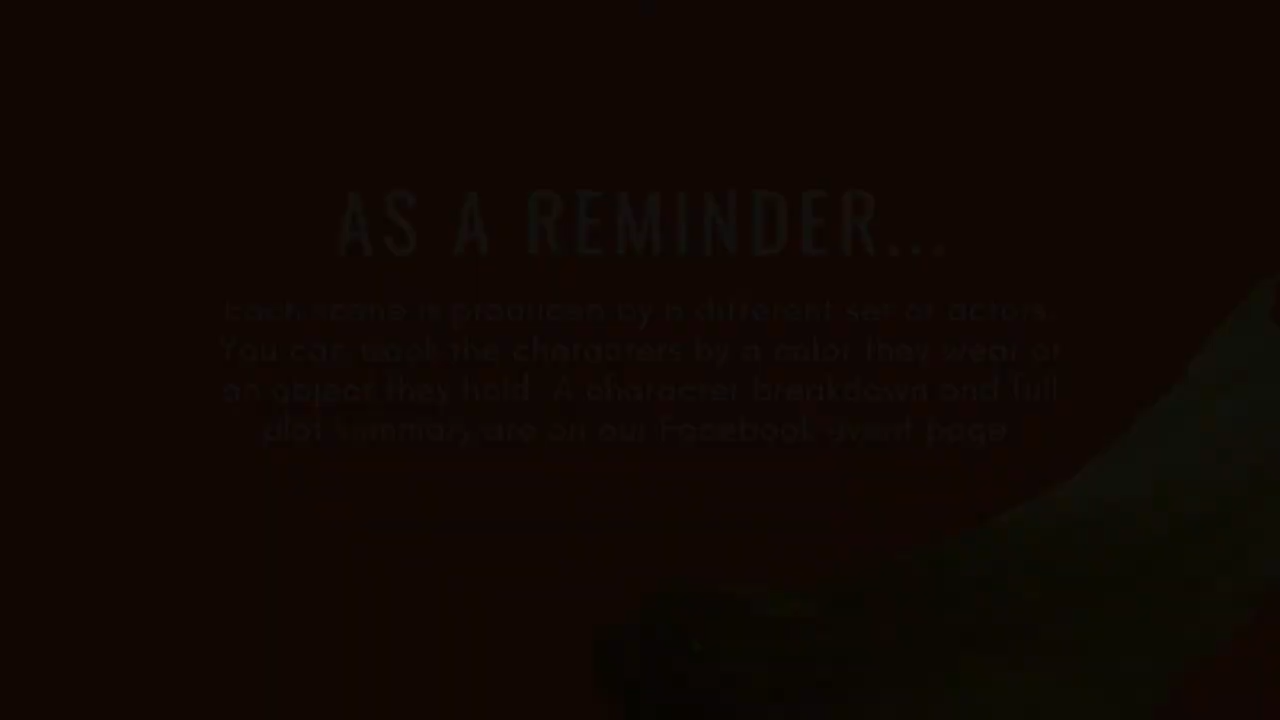 AS A REMINDER...
Each scene is produced by a different set of actors.
You can track the characters by a color they wear or
an object they hold. A character breakdown and full
plot summary are on our Facebook event page.